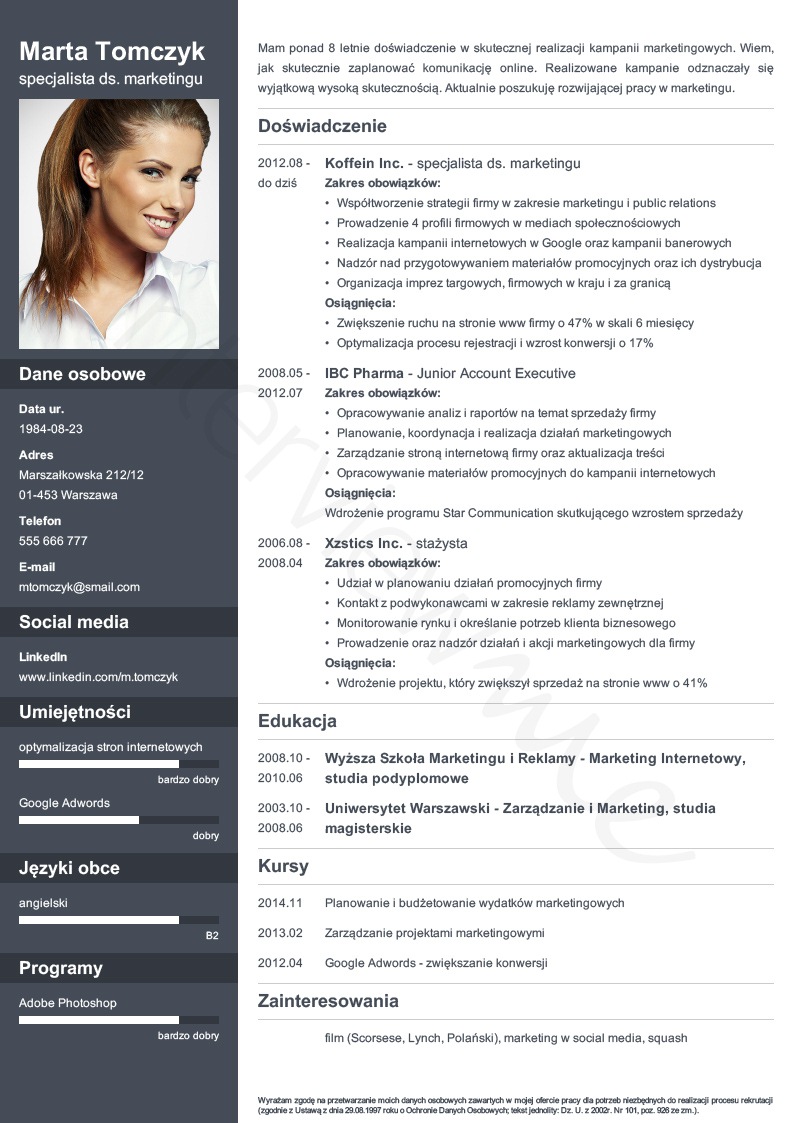 Marta Tomczyk
specjalista ds. marketingu
Dane osobowe
Data ur.
1984-08-23
Adres
Marszałkowska 212/12
01-453 Warszawa
Telefon
555 666 777
E-mail
mtomczyk@smail.com
Social media
LinkedIn
www.linkedin.com/m.tomczyk
Umiejętności
optymalizacja stron internetowych
bardzo dobry
Google Adwords
dobry
Języki obce
angielski
B2
Programy
Adobe Photoshop
bardzo dobry
Mam ponad 8 letnie doświadczenie w skutecznej realizacji kampanii marketingowych. Wiem,
jak skutecznie zaplanować komunikację online. Realizowane kampanie odznaczały się
wyjątkową wysoką skutecznością. Aktualnie poszukuję rozwijającej pracy w marketingu.
Doświadczenie
2012.08 - Koffein Inc. - specjalista ds. marketingu
do dziś Zakres obowiązków:
• Współtworzenie strategii firmy w zakresie marketingu i public relations
• Prowadzenie 4 profili firmowych w mediach społecznościowych
• Realizacja kampanii internetowych w Google oraz kampanii banerowych
• Nadzór nad przygotowywaniem materiałów promocyjnych oraz ich dystrybucja
• Organizacja imprez targowych, firmowych w kraju i za granicą
Osiągnięcia:
• Zwiększenie ruchu na stronie www firmy o 47% w skali 6 miesięcy
• Optymalizacja procesu rejestracji i wzrost konwersji o 17%
2008.05 - IBC Pharma - Junior Account Executive
2012.07 Zakres obowiązków:
• Opracowywanie analiz i raportów na temat sprzedaży firmy
• Planowanie, koordynacja i realizacja działań marketingowych
• Zarządzanie stroną internetową firmy oraz aktualizacja treści
• Opracowywanie materiałów promocyjnych do kampanii internetowych
Osiągnięcia:
Wdrożenie programu Star Communication skutkującego wzrostem sprzedaży
2006.08 - Xzstics Inc. - stażysta
2008.04 Zakres obowiązków:
• Udział w planowaniu działań promocyjnych firmy
• Kontakt z podwykonawcami w zakresie reklamy zewnętrznej
• Monitorowanie rynku i określanie potrzeb klienta biznesowego
• Prowadzenie oraz nadzór działań i akcji marketingowych dla firmy
Osiągnięcia:
• Wdrożenie projektu, który zwiększył sprzedaż na stronie www o 41%
Edukacja
2008.10 - Wyższa Szkoła Marketingu i Reklamy - Marketing Internetowy,
2010.06 studia podyplomowe
2003.10 - Uniwersytet Warszawski - Zarządzanie i Marketing, studia
2008.06 magisterskie
Kursy
2014.11 Planowanie i budżetowanie wydatków marketingowych
2013.02 Zarządzanie projektami marketingowymi
2012.04 Google Adwords - zwiększanie konwersji
Zainteresowania
film (Scorsese, Lynch, Polański), marketing w social media, squash
Wyrażam zgodę na przetwarzanie moich danych osobowych zawartych w mojej ofercie pracy dla potrzeb niezbędnych do realizacji procesu rekrutacji
(zgodnie z Ustawą z dnia 29.08.1997 roku o Ochronie Danych Osobowych; tekst jednolity: Dz. U. z 2002r. Nr 101, poz. 926 ze zm.).
interviewme